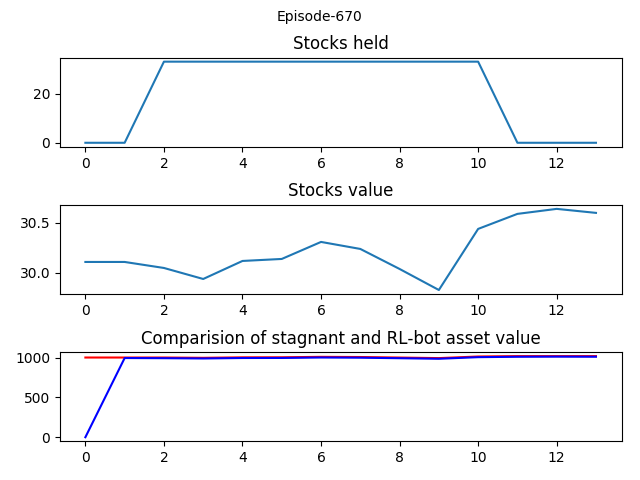 Episode-670
Stocks held
20
0
0 2 4 6 8 10 12
Stocks value
30.5
30.0
0 2 4 6 8 10 12
Comparision of stagnant and RL-bot asset value
1000
500
0
0 2 4 6 8 10 12